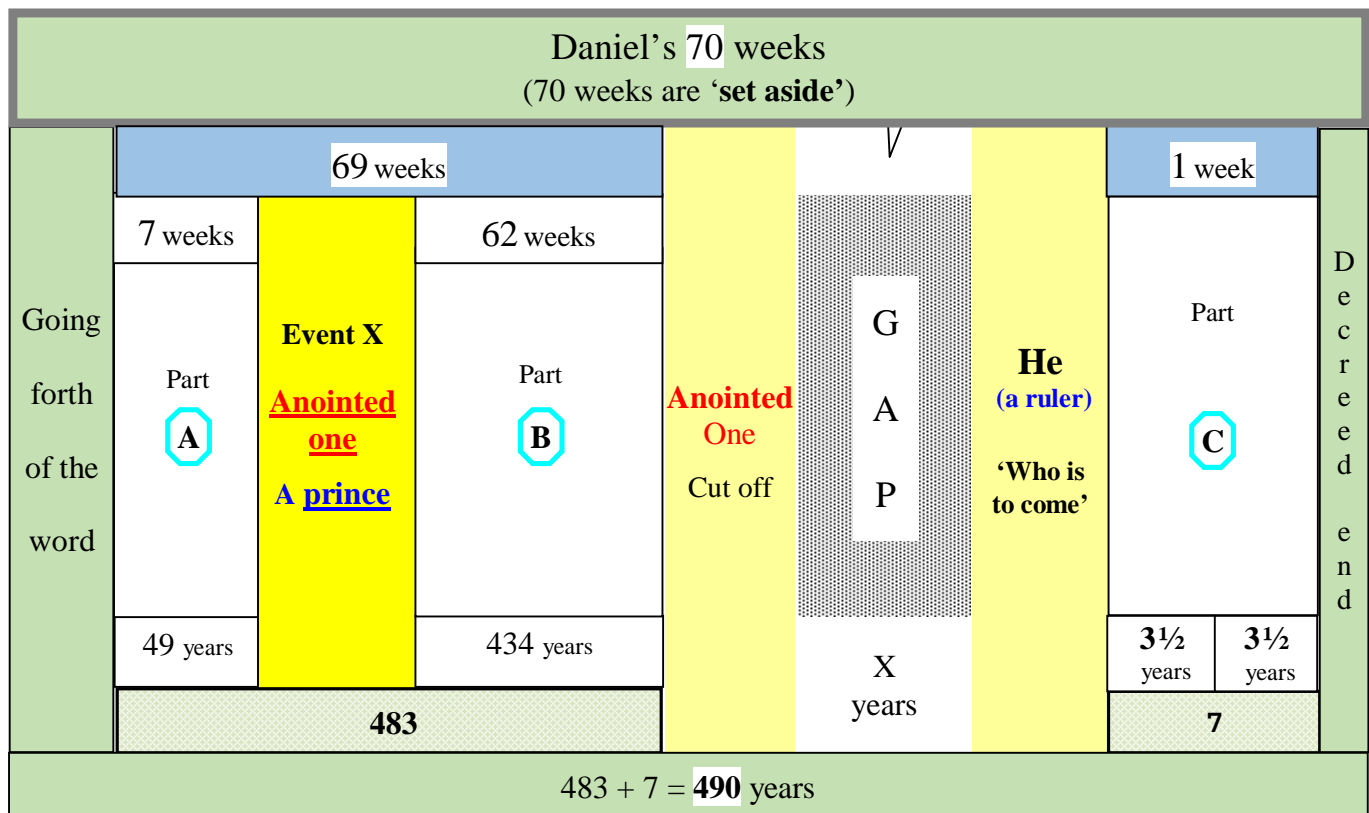 Daniel’s 70 weeks
(70 weeks are ‘set aside’)
69 weeks
1 week
7 weeks
62 weeks
Going
forth
of the
word
Part
A
Event X
Anointed
one
A prince
Part
B
Anointed
One
Cut off
G
A
P
He
(a ruler)
‘Who is
to come’
Part
C
D
e
c
r
e
e
d
e
n
d
49 years
434 years
X
years
3½
years
3½
years
483
7
483 + 7 = 490 years